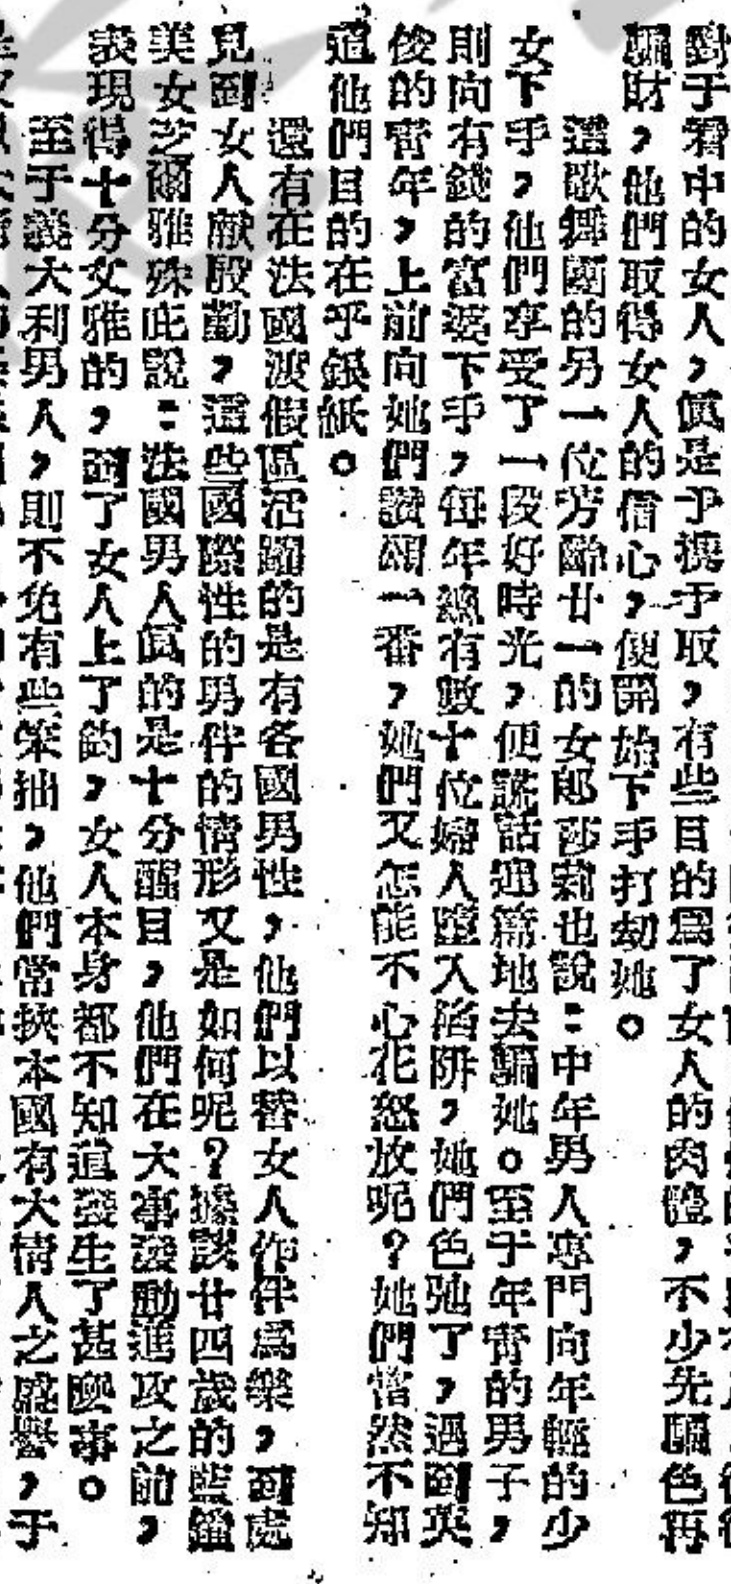 對于看中的女人，眞是予攫予取，有些目的爲了女人的肉體，不少先騙色再
騙財，他們取得女人的信心，便開始下手打劫她。
這歌舞團的另一位芳齡廿一的女郎莎莉也說：中年男人專門向年輕的少
女下手，他們享受了一段好時光，便謊話連篇地去騙她。至于年青的男子，
則向有錢的富婆下手，每年總有數十位婦人墮入陷阱，她們色弛了，遇到英
俊的青年，上前向她們讚頌一番，她們又怎能不心花怒放呢？她們當然不知
道他們目的在乎銀紙。
還有在法國渡假區活躍的是有各國男性，他們以替女人作伴爲樂，到處
見到女人献殷勤，這些國際性的男伴的情形又是如何呢？據該廿四歲的藍鐘
美女芝爾雅殊此說：法國男人眞的是十分醒目，他們在大事發動進攻之前，
表現得十分文雅的，到了女人上了鈎，女人本身都不知道發生了甚麼事。
至于義大利男人，則不免有些笨拙，他們常挾本國有大情人之盛譽，于